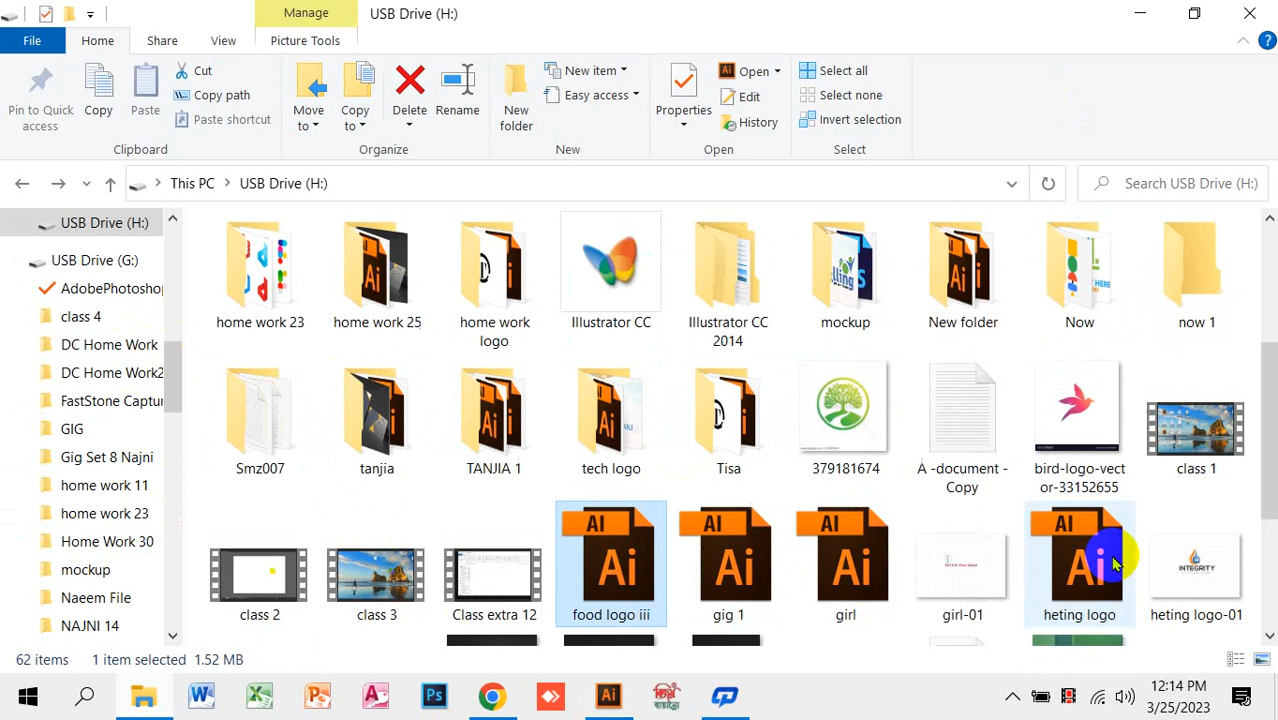 Manage
USB Drive (H:)
File
Home
Share
View
Picture Tools
Pin to Quick access
Copy
Paste
Cut
Copy path
Paste shortcut
Move to
Copy to
Delete
Rename
New folder
New item
Easy access
Properties
Open
Edit
History
Select all
Select none
Invert selection
Clipboard
Organize
New
Open
Select
This PC
USB Drive (H:)
Search USB Drive (H:)
USB Drive (H:)
USB Drive (G:)
AdobePhotosho
class 4
DC Home Work
DC Home Work2
FastStone Captur
GIG
Gig Set 8 Najni
home work 11
home work 23
Home Work 30
mockup
Naeem File
NAJNI 14
home work 23
home work 25
home work logo
Illustrator CC
Illustrator CC 2014
mockup
New folder
Now
now 1
Smz007
tanjia
TANJIA 1
tech logo
Tisa
379181674
A -document - Copy
bird-logo-vect
or-33152655
class 1
class 2
class 3
Class extra 12
food logo iii
gig 1
girl
girl-01
heting logo
heting logo-01
INTEGRITY
62 items
1 item selected 1.52 MB
12:14 PM
3/25/2023